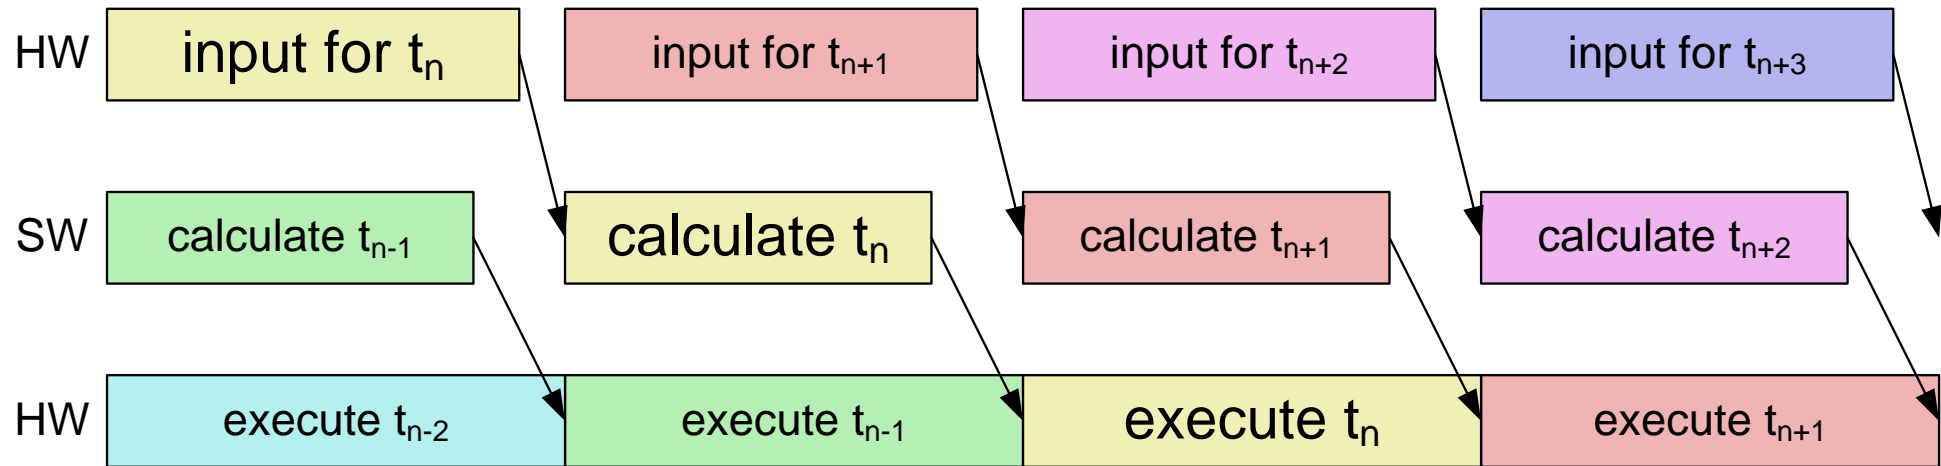 HW input for tn input for tn+1 input for tn+2 input for tn+3
SW calculate tn-1 calculate tn calculate tn+1 calculate tn+2
HW execute tn-2 execute tn-1 execute tn execute tn+1